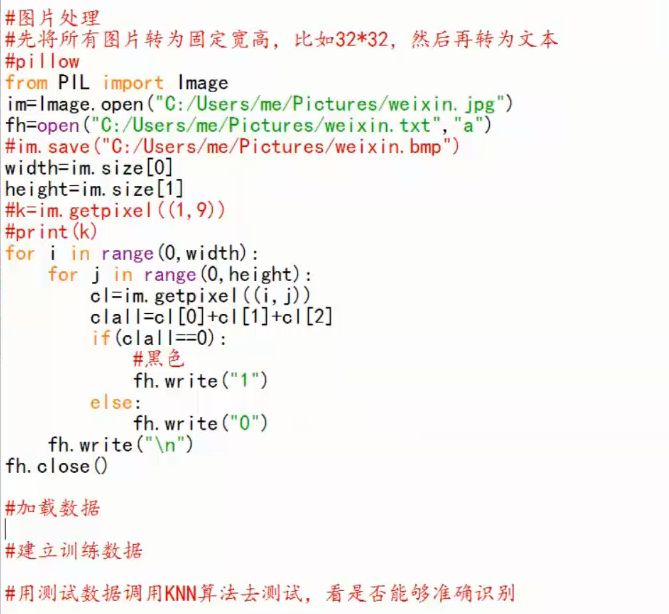 #图片处理
#先将所有图片转为固定宽高，比如32*32，然后再转为文本
#pillow
from PIL import Image
im=Image.open("C:/Users/me/Pictures/weixin.jpg")
fh=open("C:/Users/me/Pictures/weixin.txt","a")
#im.save("C:/Users/me/Pictures/weixin.bmp")
width=im.size[0]
height=im.size[1]
#k=im.getpixel((1,9))
#print(k)
for i in range(0,width):
    for j in range(0,height):
        cl=im.getpixel((i,j))
        clall=cl[0]+cl[1]+cl[2]
        if(clall==0):
            #黑色
            fh.write("1")
        else:
            fh.write("0")
    fh.write("\n")
fh.close()
#加载数据
#建立训练数据
#用测试数据调用KNN算法去测试，看是否能够准确识别